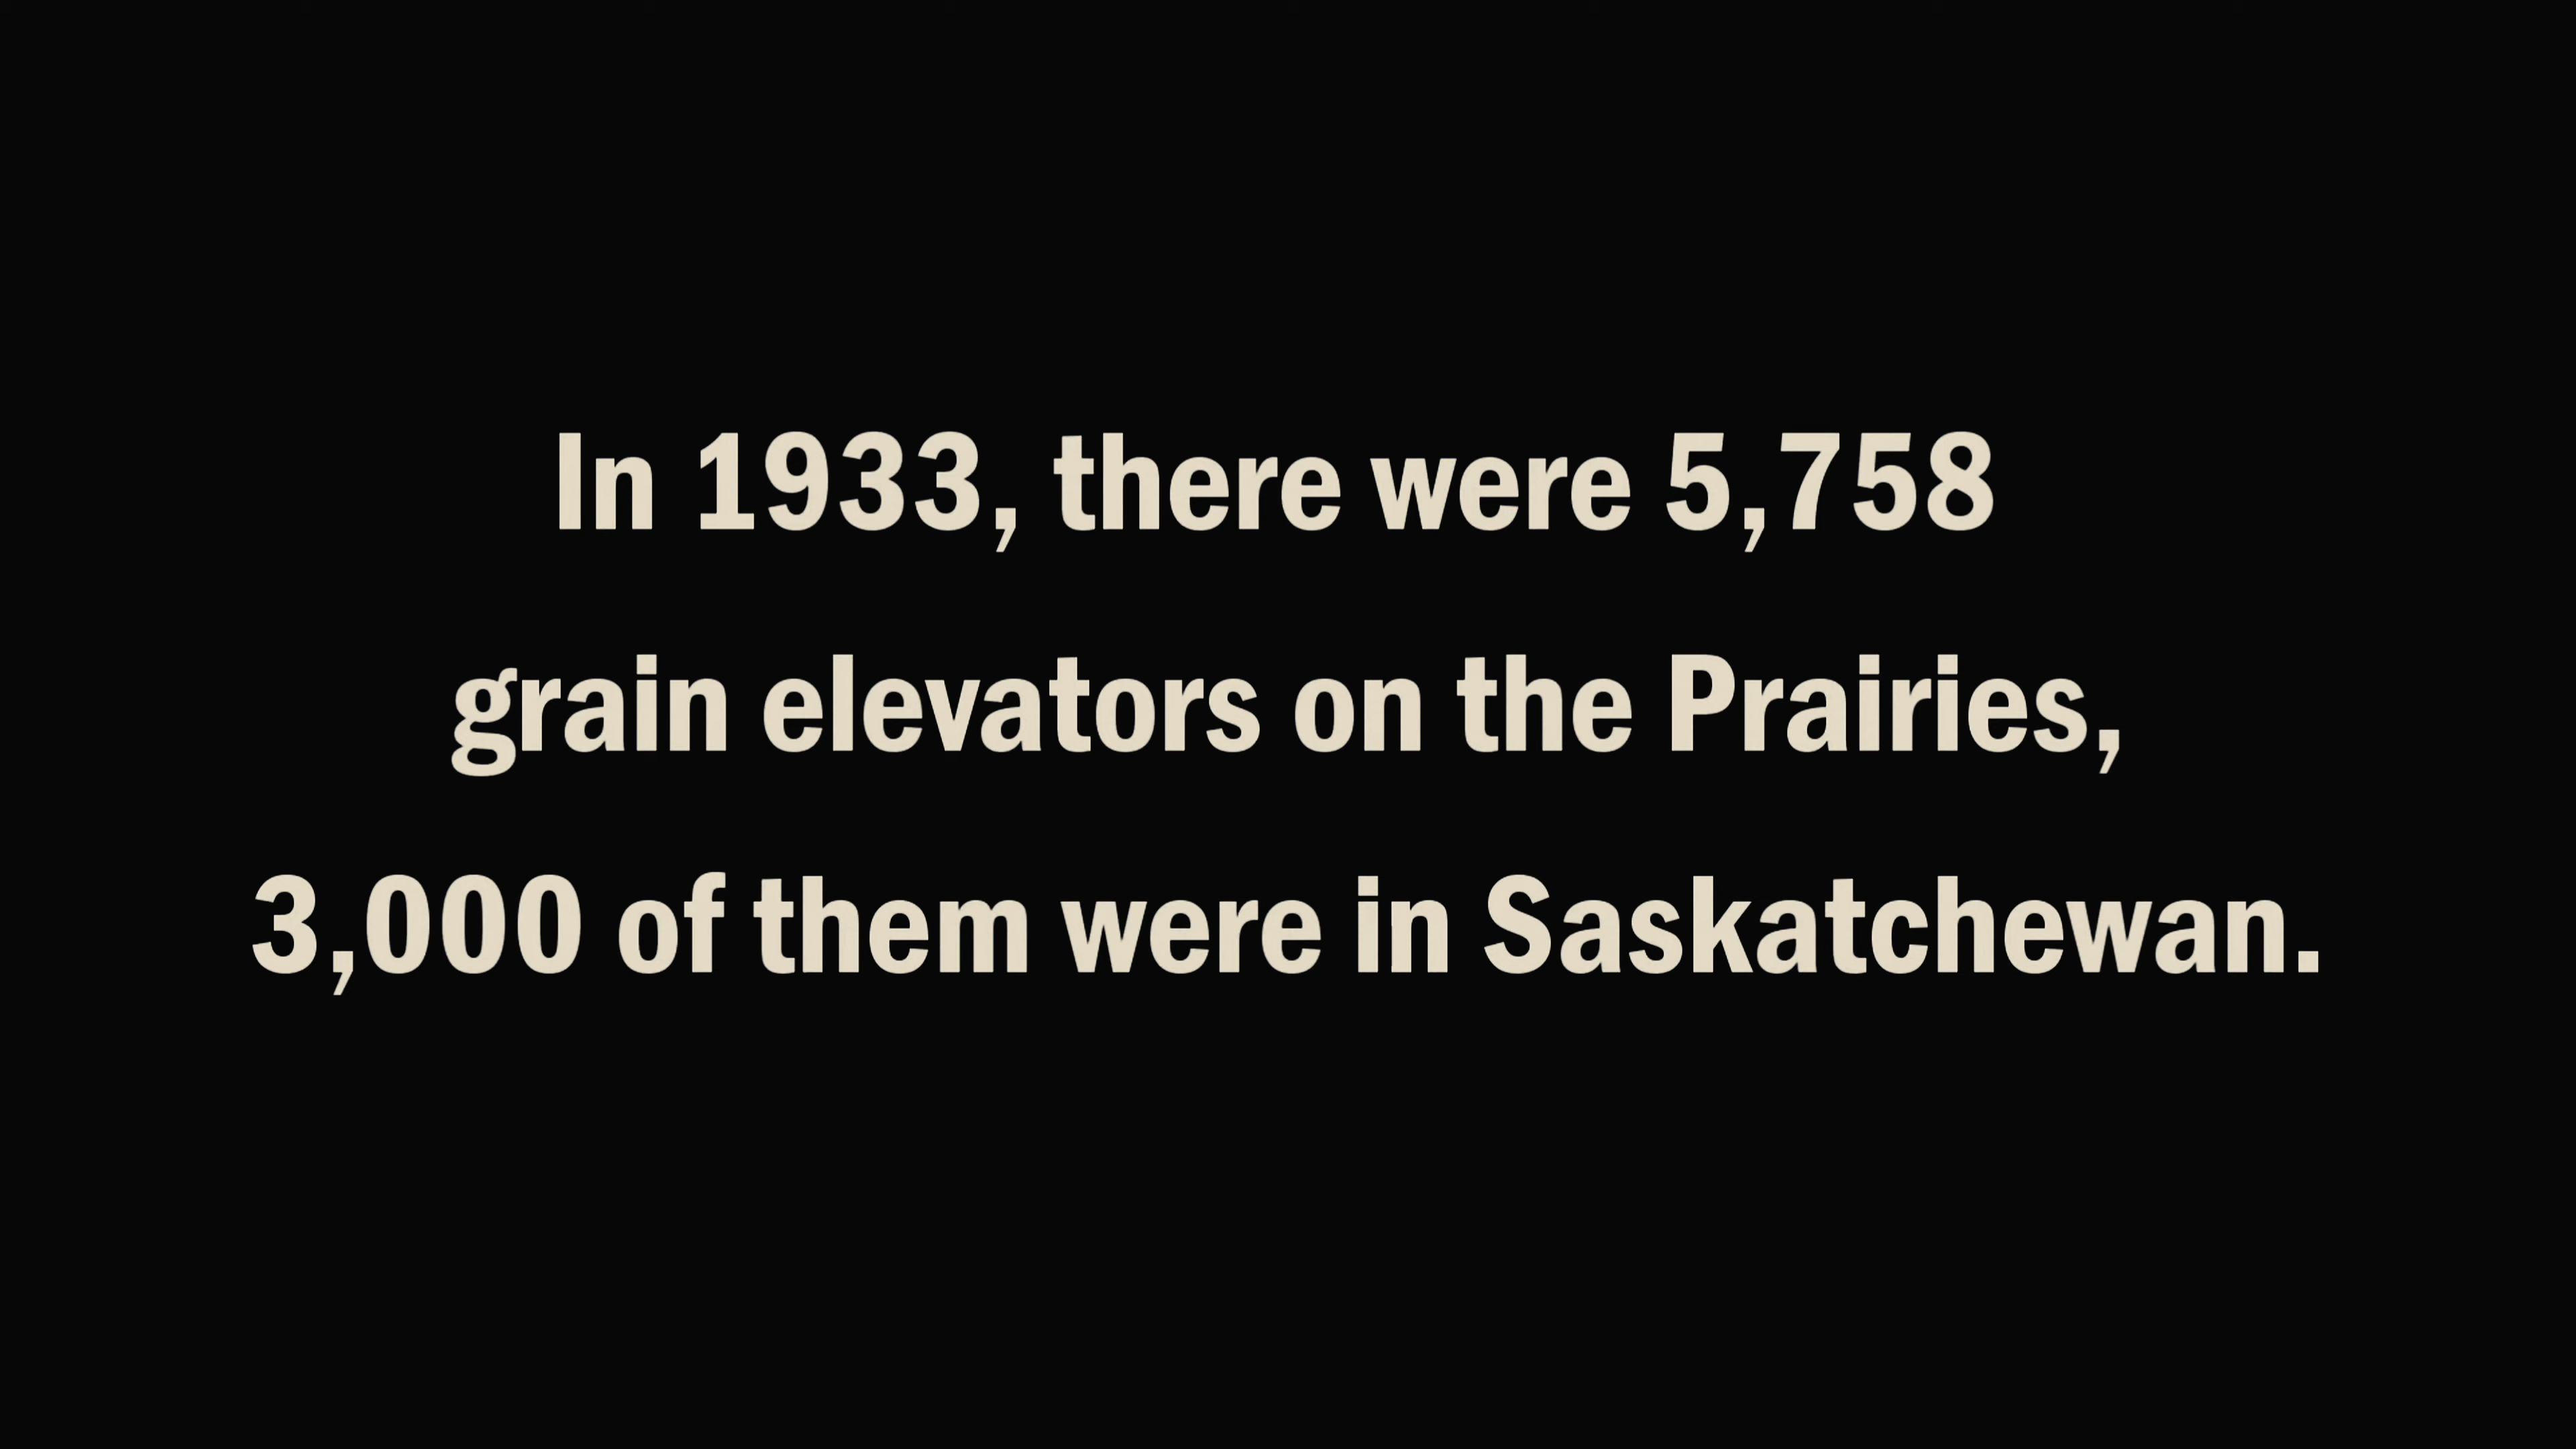 In 1933, there were 5,758
grain elevators on the Prairies,
3,000 of them were in Saskatchewan.